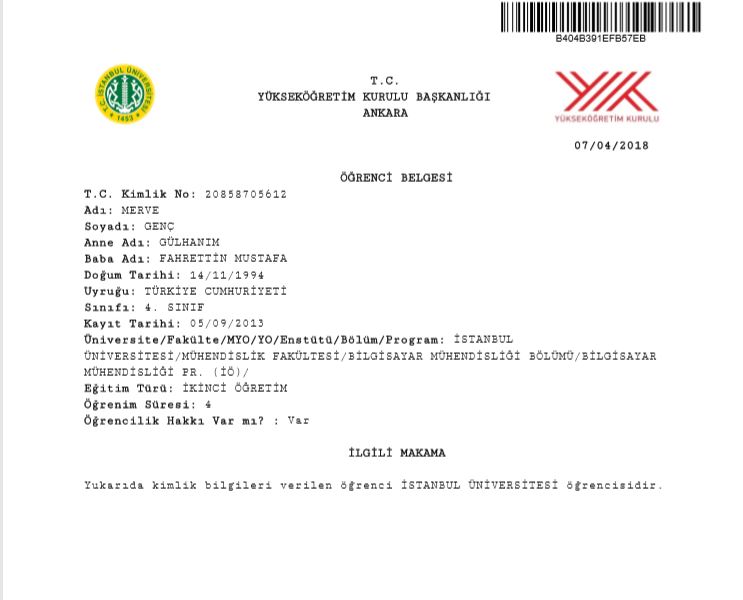 B404B391EFB57EB
T.C. İSTANBUL ÜNİVERSİTESİ
1453
T.C.
YÜKSEKÖĞRETİM KURULU BAŞKANLIĞI
ANKARA
YÜKSEKÖĞRETİM KURULU
07/04/2018
ÖĞRENCİ BELGESİ
T.C. Kimlik No: 20858705612
Adı: MERVE
Soyadı: GENÇ
Anne Adı: GÜLHANIM
Baba Adı: FAHRETTİN MUSTAFA
Doğum Tarihi: 14/11/1994
Uyruğu: TÜRKİYE CUMHURİYETİ
Sınıfı: 4. SINIF
Kayıt Tarihi: 05/09/2013
Üniversite/Fakülte/MYO/YO/Enstütü/Bölüm/Program: İSTANBUL
ÜNİVERSİTESİ/MÜHENDİSLİK FAKÜLTESİ/BİLGİSAYAR MÜHENDİSLİĞİ BÖLÜMÜ/BİLGİSAYAR
MÜHENDİSLİĞİ PR. (İÖ)/
Eğitim Türü: İKİNCİ ÖĞRETİM
Öğrenim Süresi: 4
Öğrencilik Hakkı Var mı? : Var
İLGİLİ MAKAMA
Yukarıda kimlik bilgileri verilen öğrenci İSTANBUL ÜNİVERSİTESİ öğrencisidir.